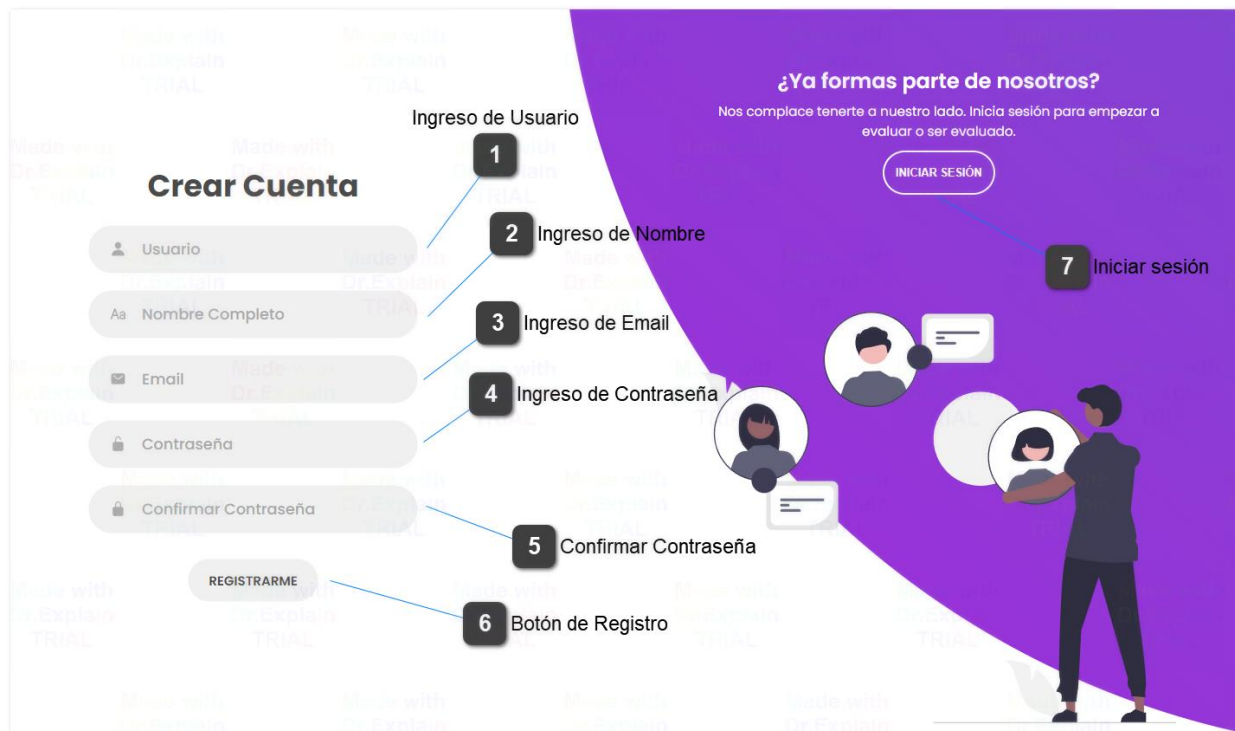 ¿Ya formas parte de nosotros?
Nos complace tenerte a nuestro lado. Inicia sesión para empezar a
evaluar o ser evaluado.
INICIAR SESIÓN
7 Iniciar sesión
Ingreso de Usuario
1
Crear Cuenta
Usuario
2 Ingreso de Nombre
Aa Nombre Completo
3 Ingreso de Email
Email
4 Ingreso de Contraseña
Contraseña
Confirmar Contraseña
5 Confirmar Contraseña
REGISTRARME
6 Botón de Registro
Made with
Dr.Explain
TRIAL